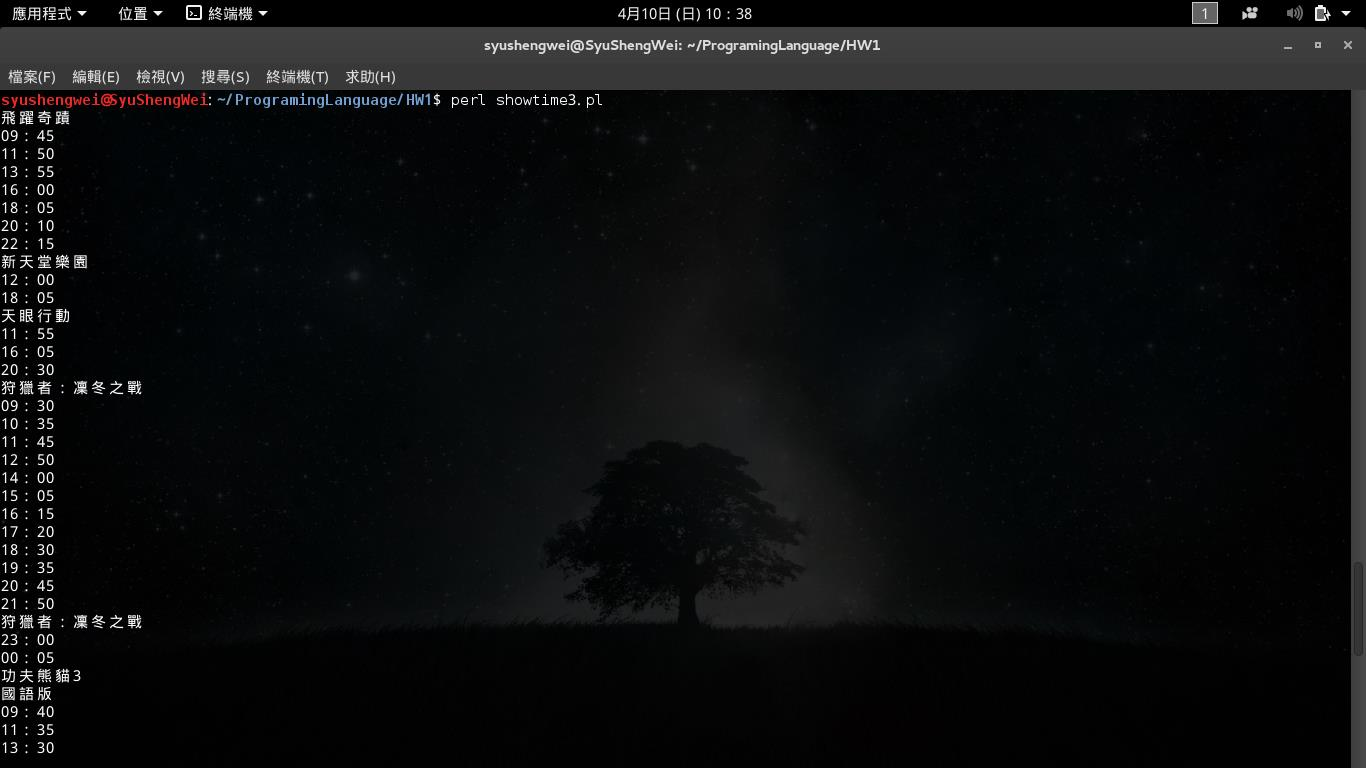 應用程式 位置 終端機 4月10日 (日) 10：38 1
syushengwei@SyuShengWei: ~/ProgramingLanguage/HW1
檔案(F) 編輯(E) 檢視(V) 搜尋(S) 終端機(T) 求助(H)
syushengwei@SyuShengWei:~/ProgramingLanguage/HW1$ perl showtime3.pl
飛躍奇蹟
09：45
11：50
13：55
16：00
18：05
20：10
22：15
新天堂樂園
12：00
18：05
天眼行動
11：55
16：05
20：30
狩獵者：凜冬之戰
09：30
10：35
11：45
12：50
14：00
15：05
16：15
17：20
18：30
19：35
20：45
21：50
狩獵者：凜冬之戰
23：00
00：05
功夫熊貓3
國語版
09：40
11：35
13：30